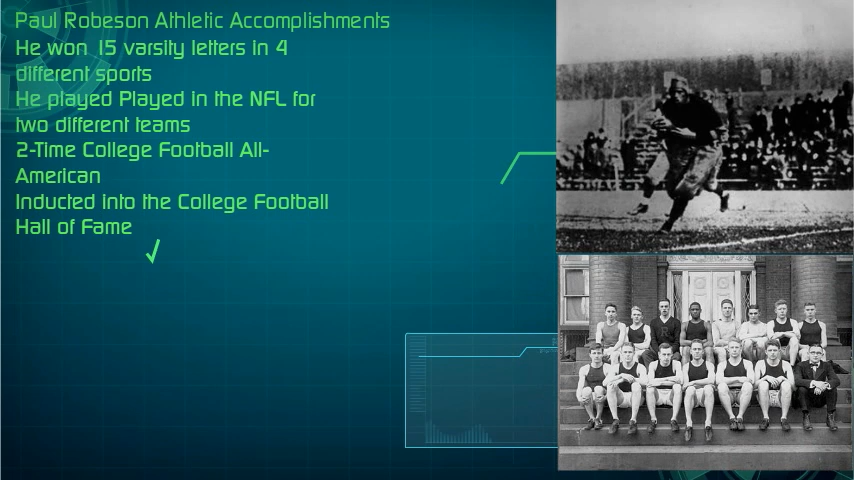 Paul Robeson Athletic Accomplishments
He won 15 varsity letters in 4
different sports
He played Played in the NFL for
two different teams
2-Time College Football All-
American
Inducted into the College Football
Hall of Fame
R